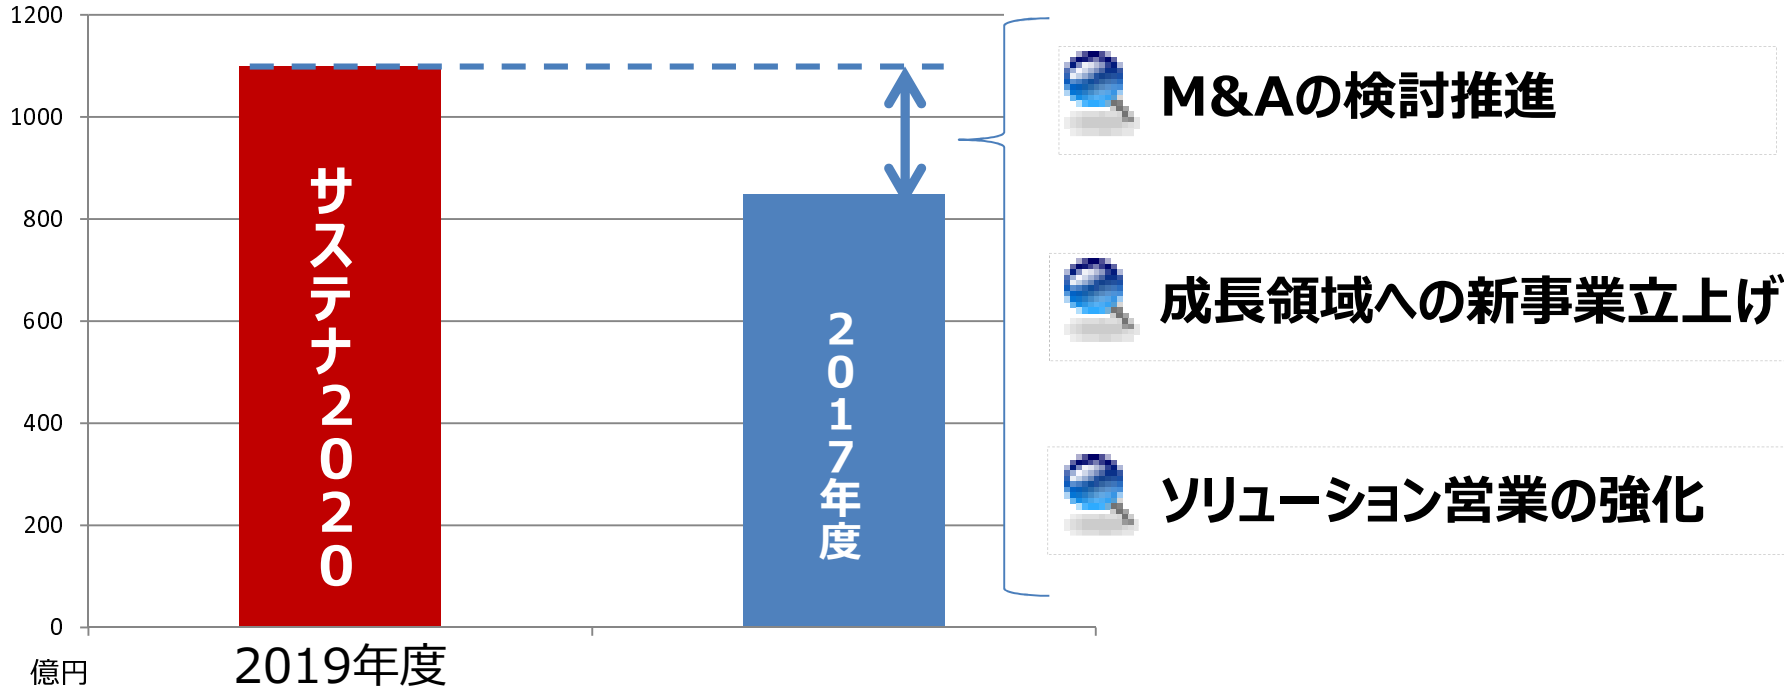 1200
1000
800
600
400
200
0
億円
サステナ2020
2019年度
2017年度
M&Aの検討推進
成長領域への新事業立上げ
ソリューション営業の強化